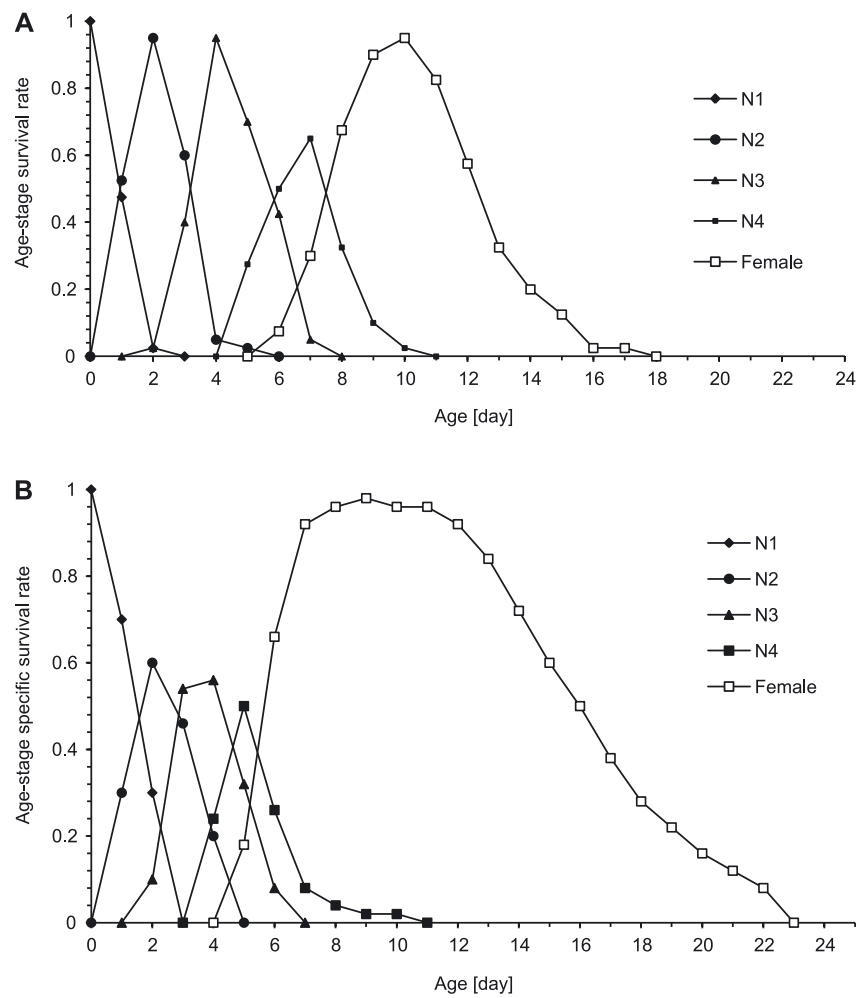 A
Age-stage survival rate
1
0.8
0.6
0.4
0.2
0
0 2 4 6 8 10 12 14 16 18 20 22 24
Age [day]
N1
N2
N3
N4
Female
B
Age-stage specific survival rate
1
0.8
0.6
0.4
0.2
0
0 2 4 6 8 10 12 14 16 18 20 22 24
Age [day]
N1
N2
N3
N4
Female